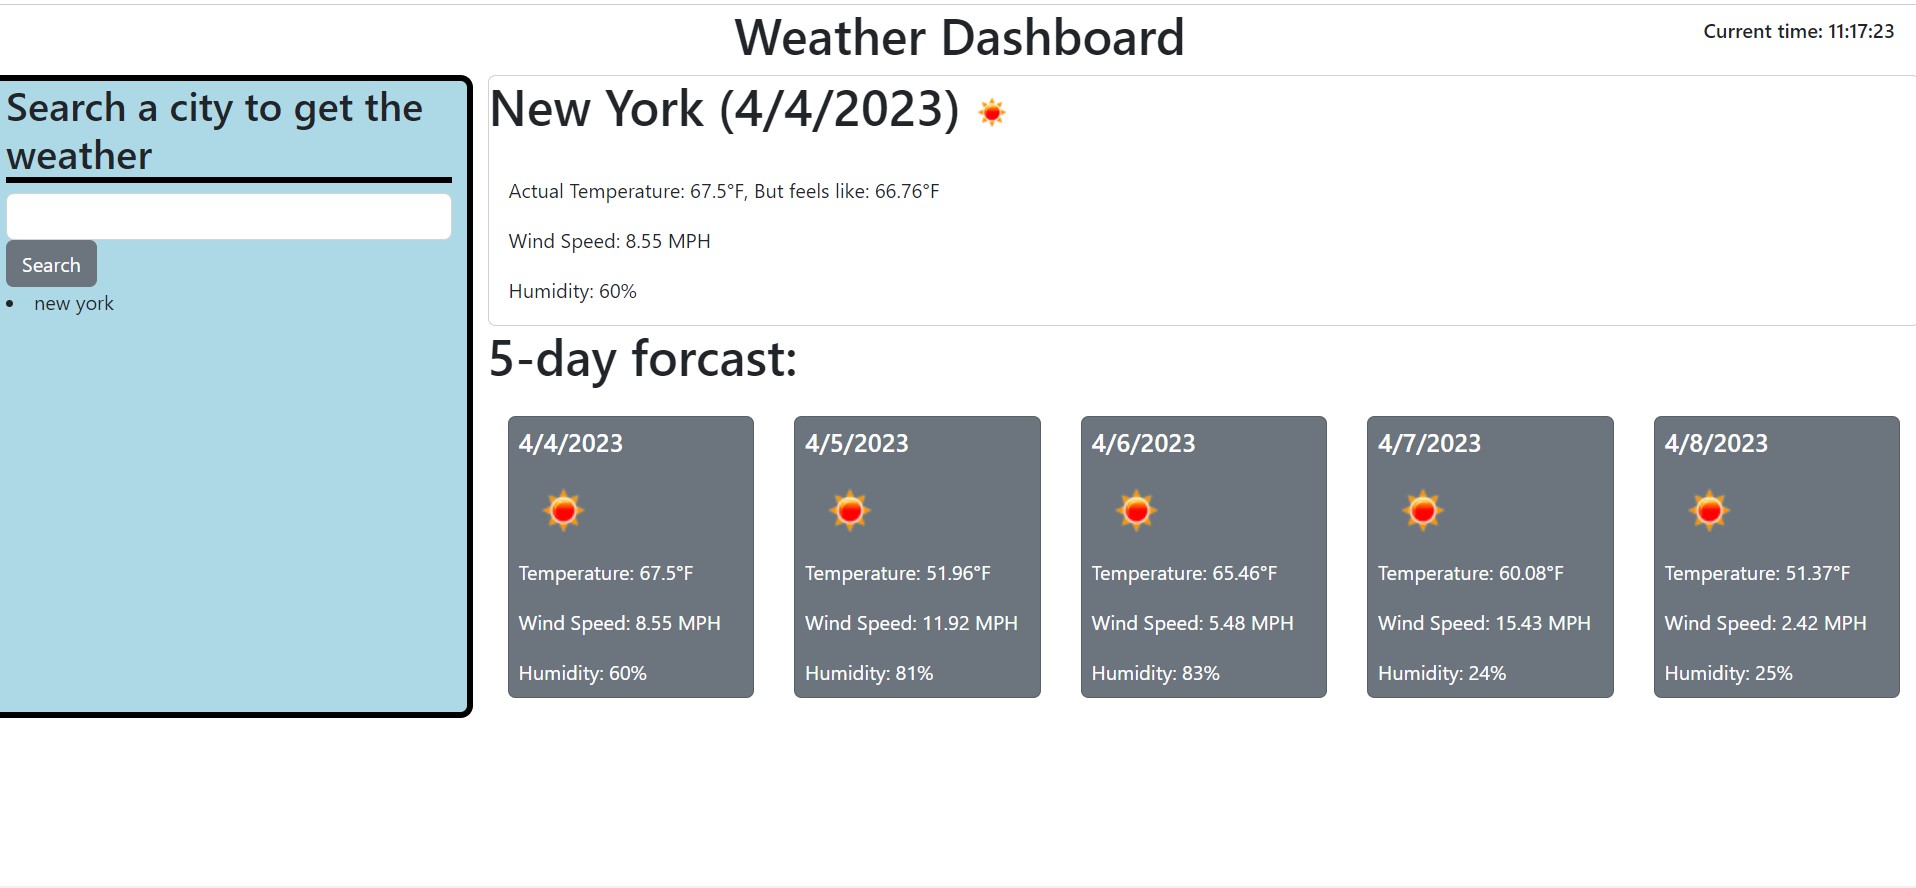 Weather Dashboard
Current time: 11:17:23
Search a city to get the
weather
Search
new york
New York (4/4/2023)
Actual Temperature: 67.5°F, But feels like: 66.76°F
Wind Speed: 8.55 MPH
Humidity: 60%
5-day forcast:
4/4/2023
Temperature: 67.5°F
Wind Speed: 8.55 MPH
Humidity: 60%
4/5/2023
Temperature: 51.96°F
Wind Speed: 11.92 MPH
Humidity: 81%
4/6/2023
Temperature: 65.46°F
Wind Speed: 5.48 MPH
Humidity: 83%
4/7/2023
Temperature: 60.08°F
Wind Speed: 15.43 MPH
Humidity: 24%
4/8/2023
Temperature: 51.37°F
Wind Speed: 2.42 MPH
Humidity: 25%